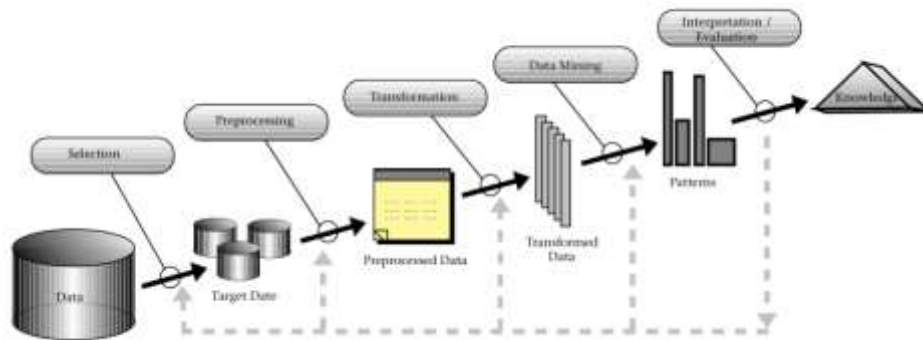 Interpretation /
Evaluation
Data Mining
Transformation
Preprocessing
Selection
Data
Target Date
Preprocessed Data
Transformed
Data
Patterns
Knowledge